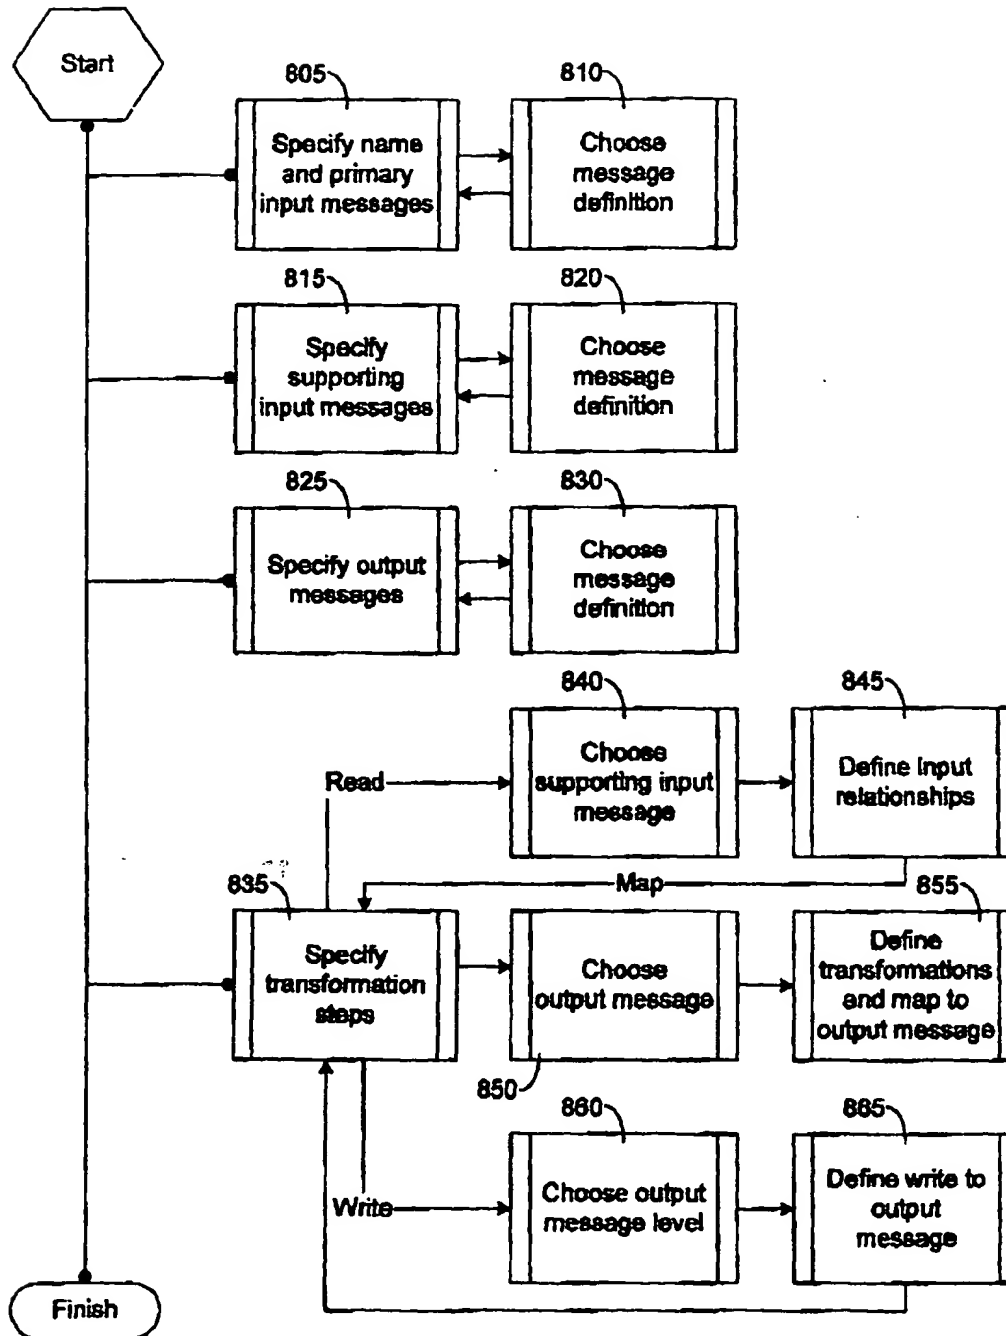 Start
805
Specify name
and primary
input messages
810
Choose
message
definition
815
Specify
supporting
input messages
820
Choose
message
definition
825
Specify output
messages
830
Choose
message
definition
840
Choose
supporting input
message
845
Define input
relationships
Read
Map
835
Specify
transformation
steps
Choose
output message
850
855
Define
transformations
and map to
output message
Write
860
Choose output
message level
865
Define write to
output
message
Finish